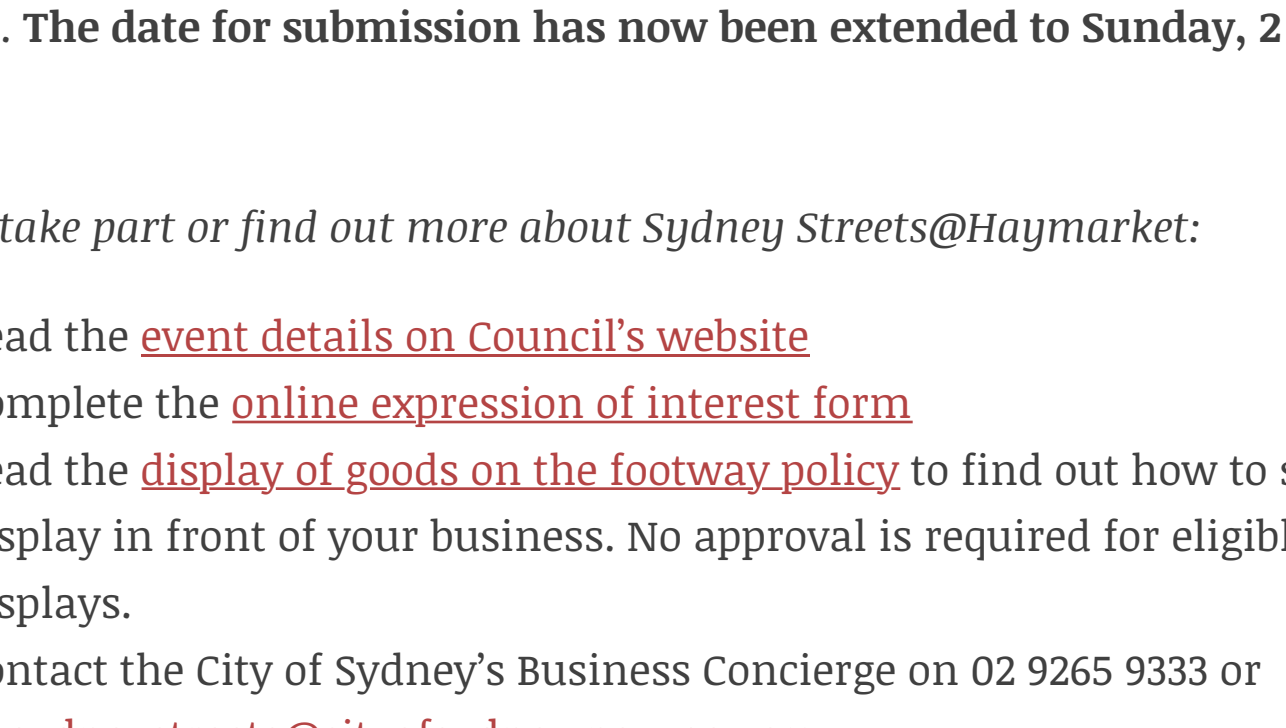 . The date for submission has now been extended to Sunday, 2
take part or find out more about Sydney Streets@Haymarket:
ead the event details on Council’s website
omplete the online expression of interest form
ead the display of goods on the footway policy to find out how to s
splay in front of your business. No approval is required for eligibl
splays.
ontact the City of Sydney’s Business Concierge on 02 9265 9333 or